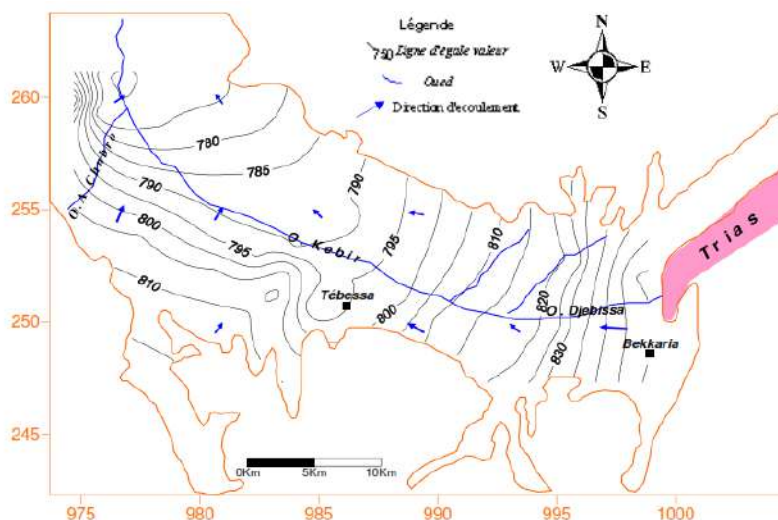 Légende
750 Ligne d'égale valeur
Oued
Direction d'écoulement
N
W E
S
260
255
250
245
780
785
790
790
795
795
800
800
810
810
820
830
O.A. Chabro
O. Kebir
O. Djebissa
Tébessa
Bekkaria
Trias
0Km 5Km 10Km
975 980 985 990 995 1000